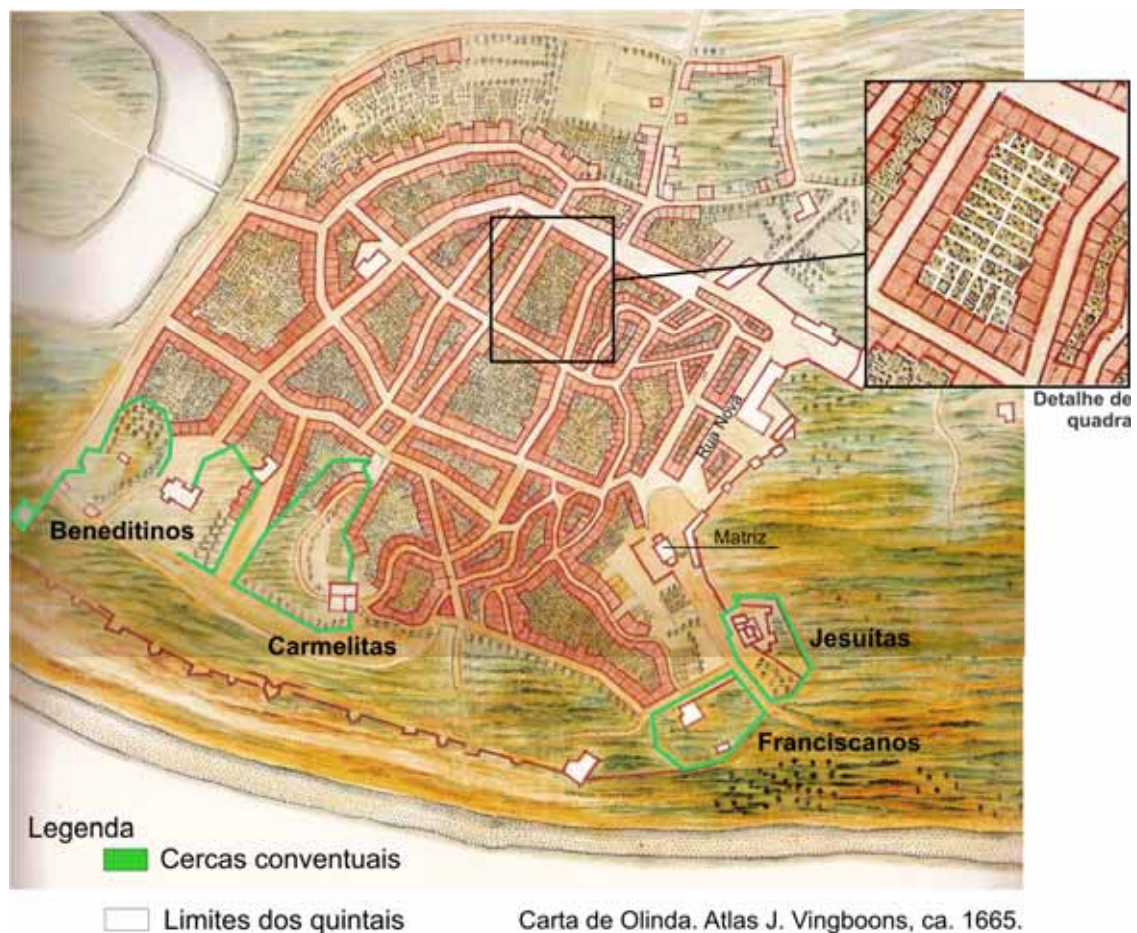 Detalhe de
quadra
Rua Nova
Beneditinos
Matriz
Carmelitas
Jesuítas
Franciscanos
Legenda
Cercas conventuais
Limites dos quintais
Carta de Olinda. Atlas J. Vingboons, ca. 1665.